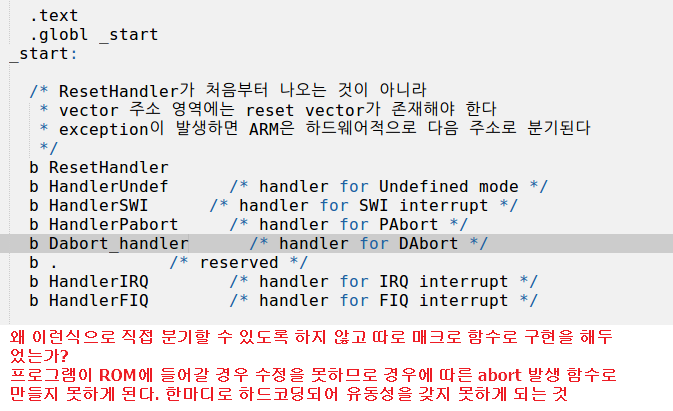 .text
.globl _start
_start:
/* ResetHandler가 처음부터 나오는 것이 아니라
* vector 주소 영역에는 reset vector가 존재해야 한다
* exception이 발생하면 ARM은 하드웨어적으로 다음 주소로 분기된다
*/
b ResetHandler
b HandlerUndef /* handler for Undefined mode */
b HandlerSWI /* handler for SWI interrupt */
b HandlerPabort /* handler for PAbort */
b Dabort_handler /* handler for DAbort */
b . /* reserved */
b HandlerIRQ /* handler for IRQ interrupt */
b HandlerFIQ /* handler for FIQ interrupt */
왜 이런식으로 직접 분기할 수 있도록 하지 않고 따로 매크로 함수로 구현을 해두
었는가?
프로그램이 ROM에 들어갈 경우 수정을 못하므로 경우에 따른 abort 발생 함수로
만들지 못하게 된다. 한마디로 하드코딩되어 유동성을 갖지 못하게 되는 것